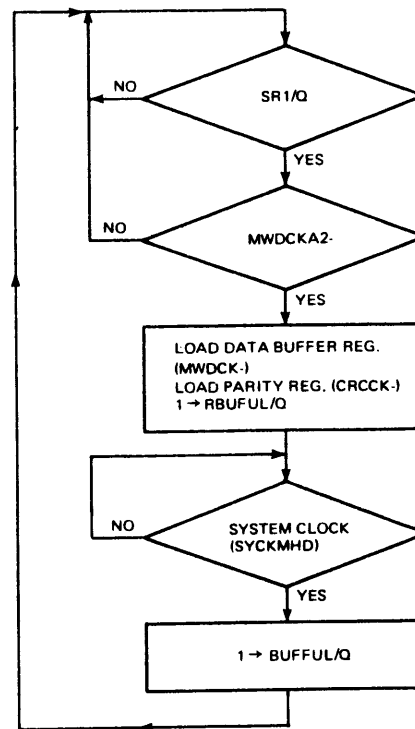 SR1/Q
NO
YES
MWDCKA2-
NO
YES
LOAD DATA BUFFER REG.
(MWDCK-)
LOAD PARITY REG. (CRCCK-)
1 → RBUFUL/Q
NO
SYSTEM CLOCK
(SYCKMHD)
YES
1 → BUFFUL/Q